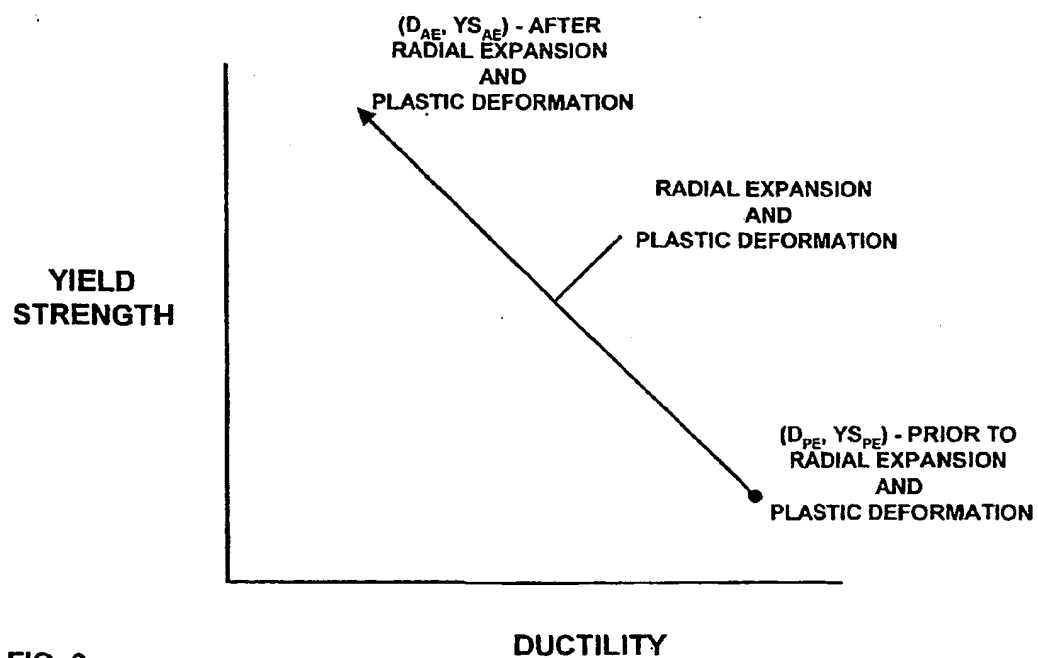 (D_AE, YS_AE) - AFTER
RADIAL EXPANSION
AND
PLASTIC DEFORMATION
RADIAL EXPANSION
AND
PLASTIC DEFORMATION
YIELD
STRENGTH
(D_PE, YS_PE) - PRIOR TO
RADIAL EXPANSION
AND
PLASTIC DEFORMATION
DUCTILITY